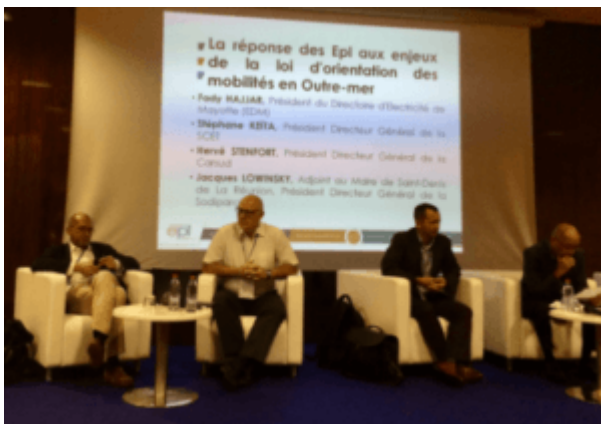 La réponse des Epl aux enjeux
de la loi d'orientation des
mobilités en Outre-mer
• Fady HAJJAR, Président du Directoire d'Electricité de
Mayotte (EDM)
• Stéphane KEITA, Président Directeur Général de la
SCET
• Hervé STENFORT, Président Directeur Général de la
• Jacques LOWINSKY, Adjoint au Maire de Saint-Denis
de La Réunion, Président Directeur Général de la
Sodiparc
epl